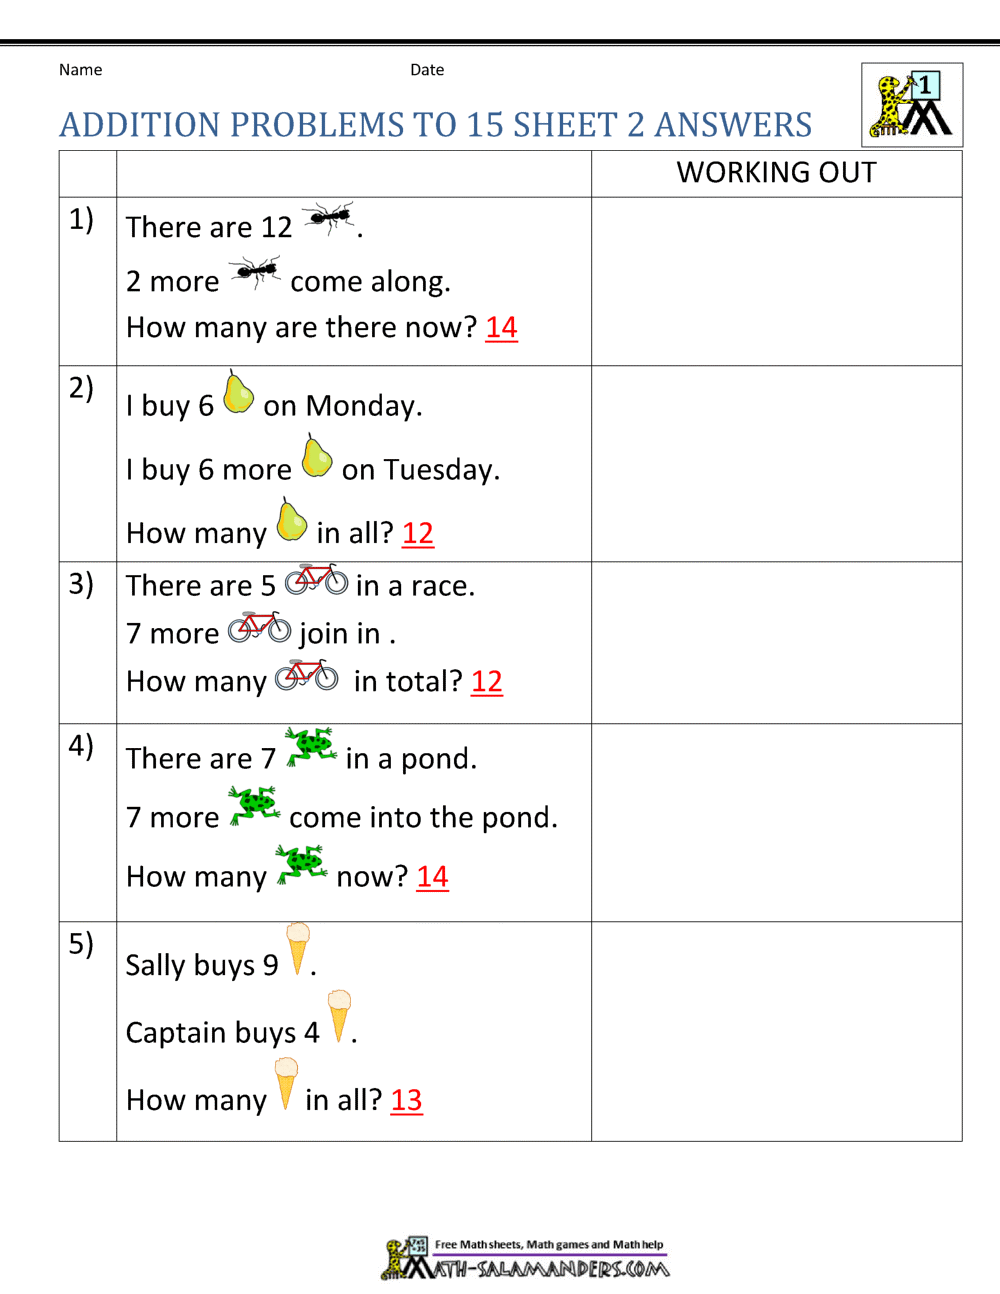 Name Date
1
ADDITION PROBLEMS TO 15 SHEET 2 ANSWERS
WORKING OUT
1) There are 12 .
2 more come along.
How many are there now? 14
2) I buy 6 on Monday.
I buy 6 more on Tuesday.
How many in all? 12
3) There are 5 in a race.
7 more join in .
How many in total? 12
4) There are 7 in a pond.
7 more come into the pond.
How many now? 14
5) Sally buys 9 .
Captain buys 4 .
How many in all? 13
7x5
=35
Free Math sheets, Math games and Math help
MATH-SALAMANDERS.COM